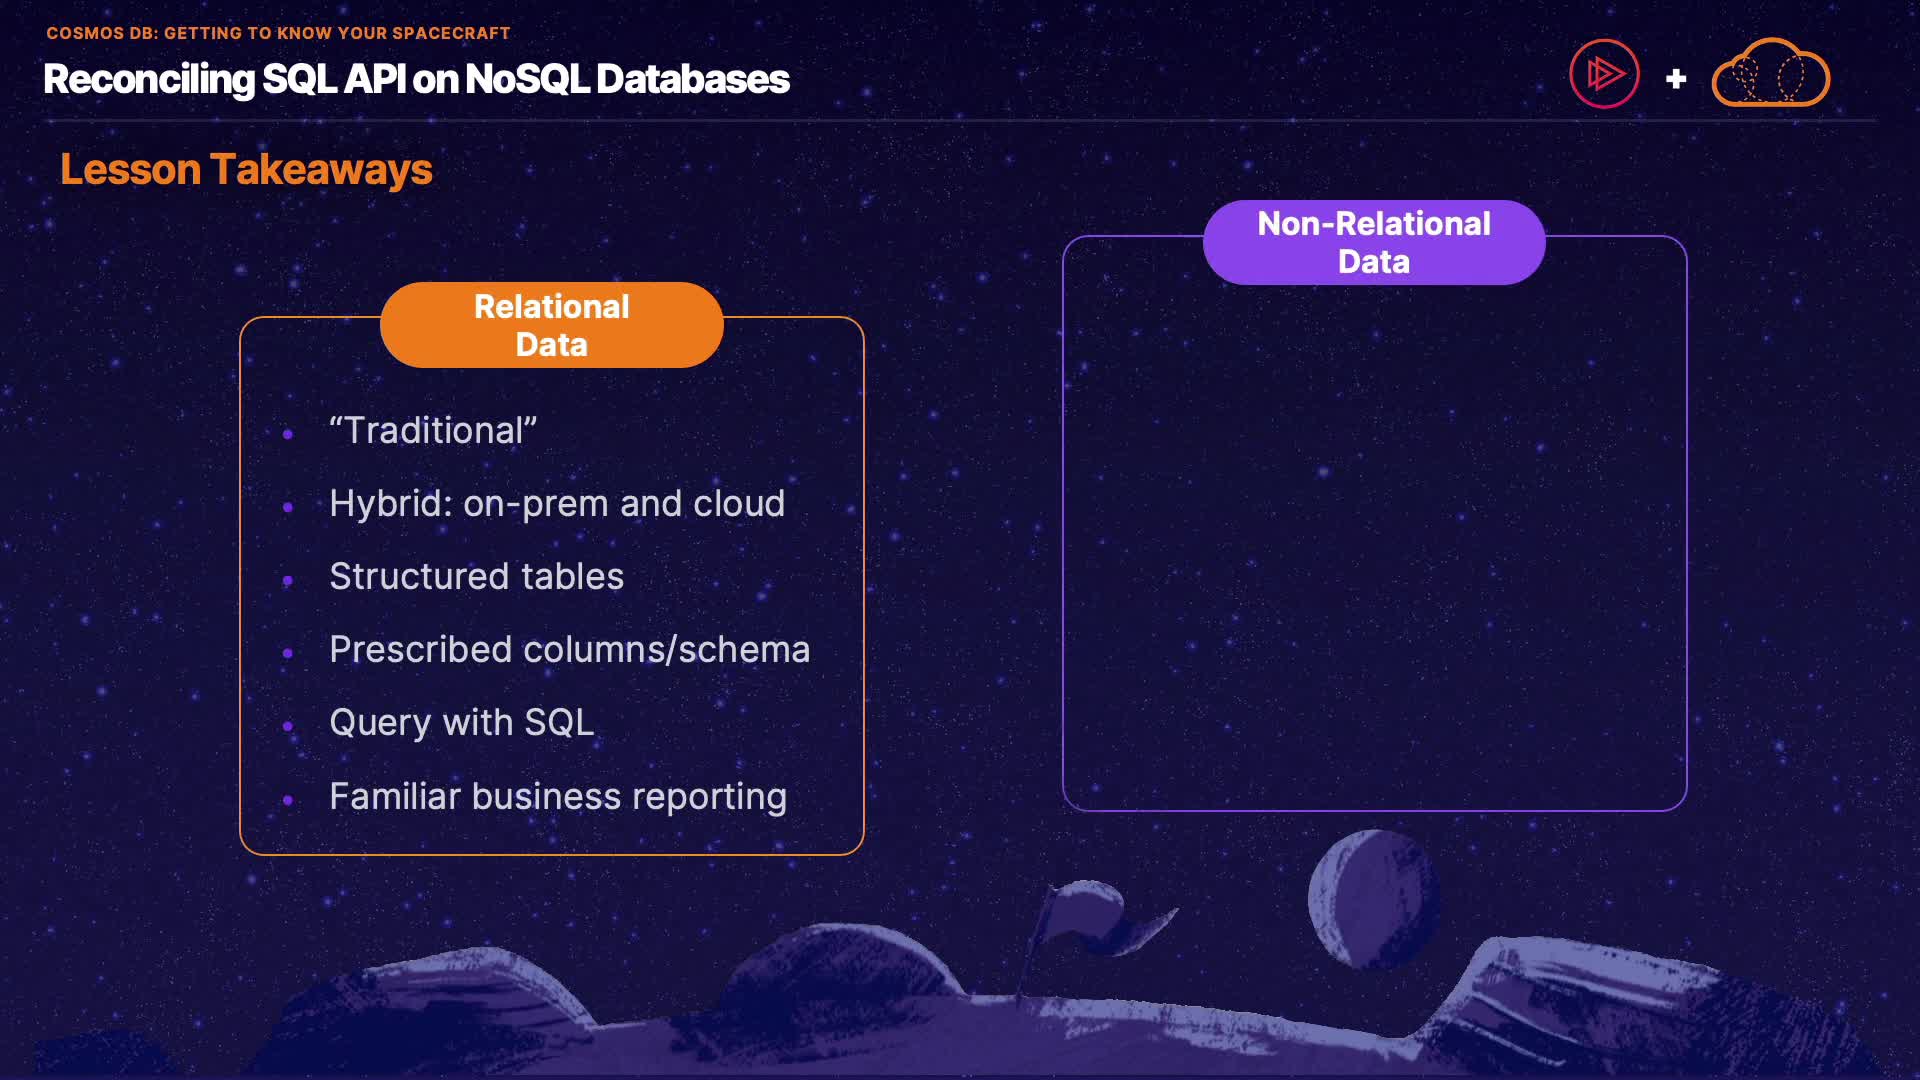 COSMOS DB: GETTING TO KNOW YOUR SPACECRAFT
Reconciling SQL API on NoSQL Databases
+
Lesson Takeaways
Relational
Data
• “Traditional”
• Hybrid: on-prem and cloud
• Structured tables
• Prescribed columns/schema
• Query with SQL
• Familiar business reporting
Non-Relational
Data